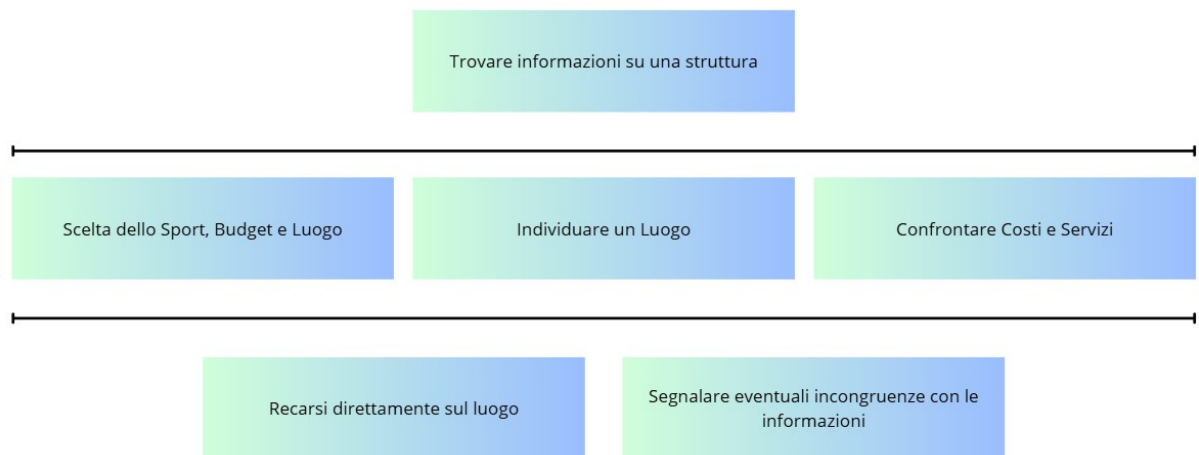 Trovare informazioni su una struttura
Scelta dello Sport, Budget e Luogo
Individuare un Luogo
Confrontare Costi e Servizi
Recarsi direttamente sul luogo
Segnalare eventuali incongruenze con le
informazioni